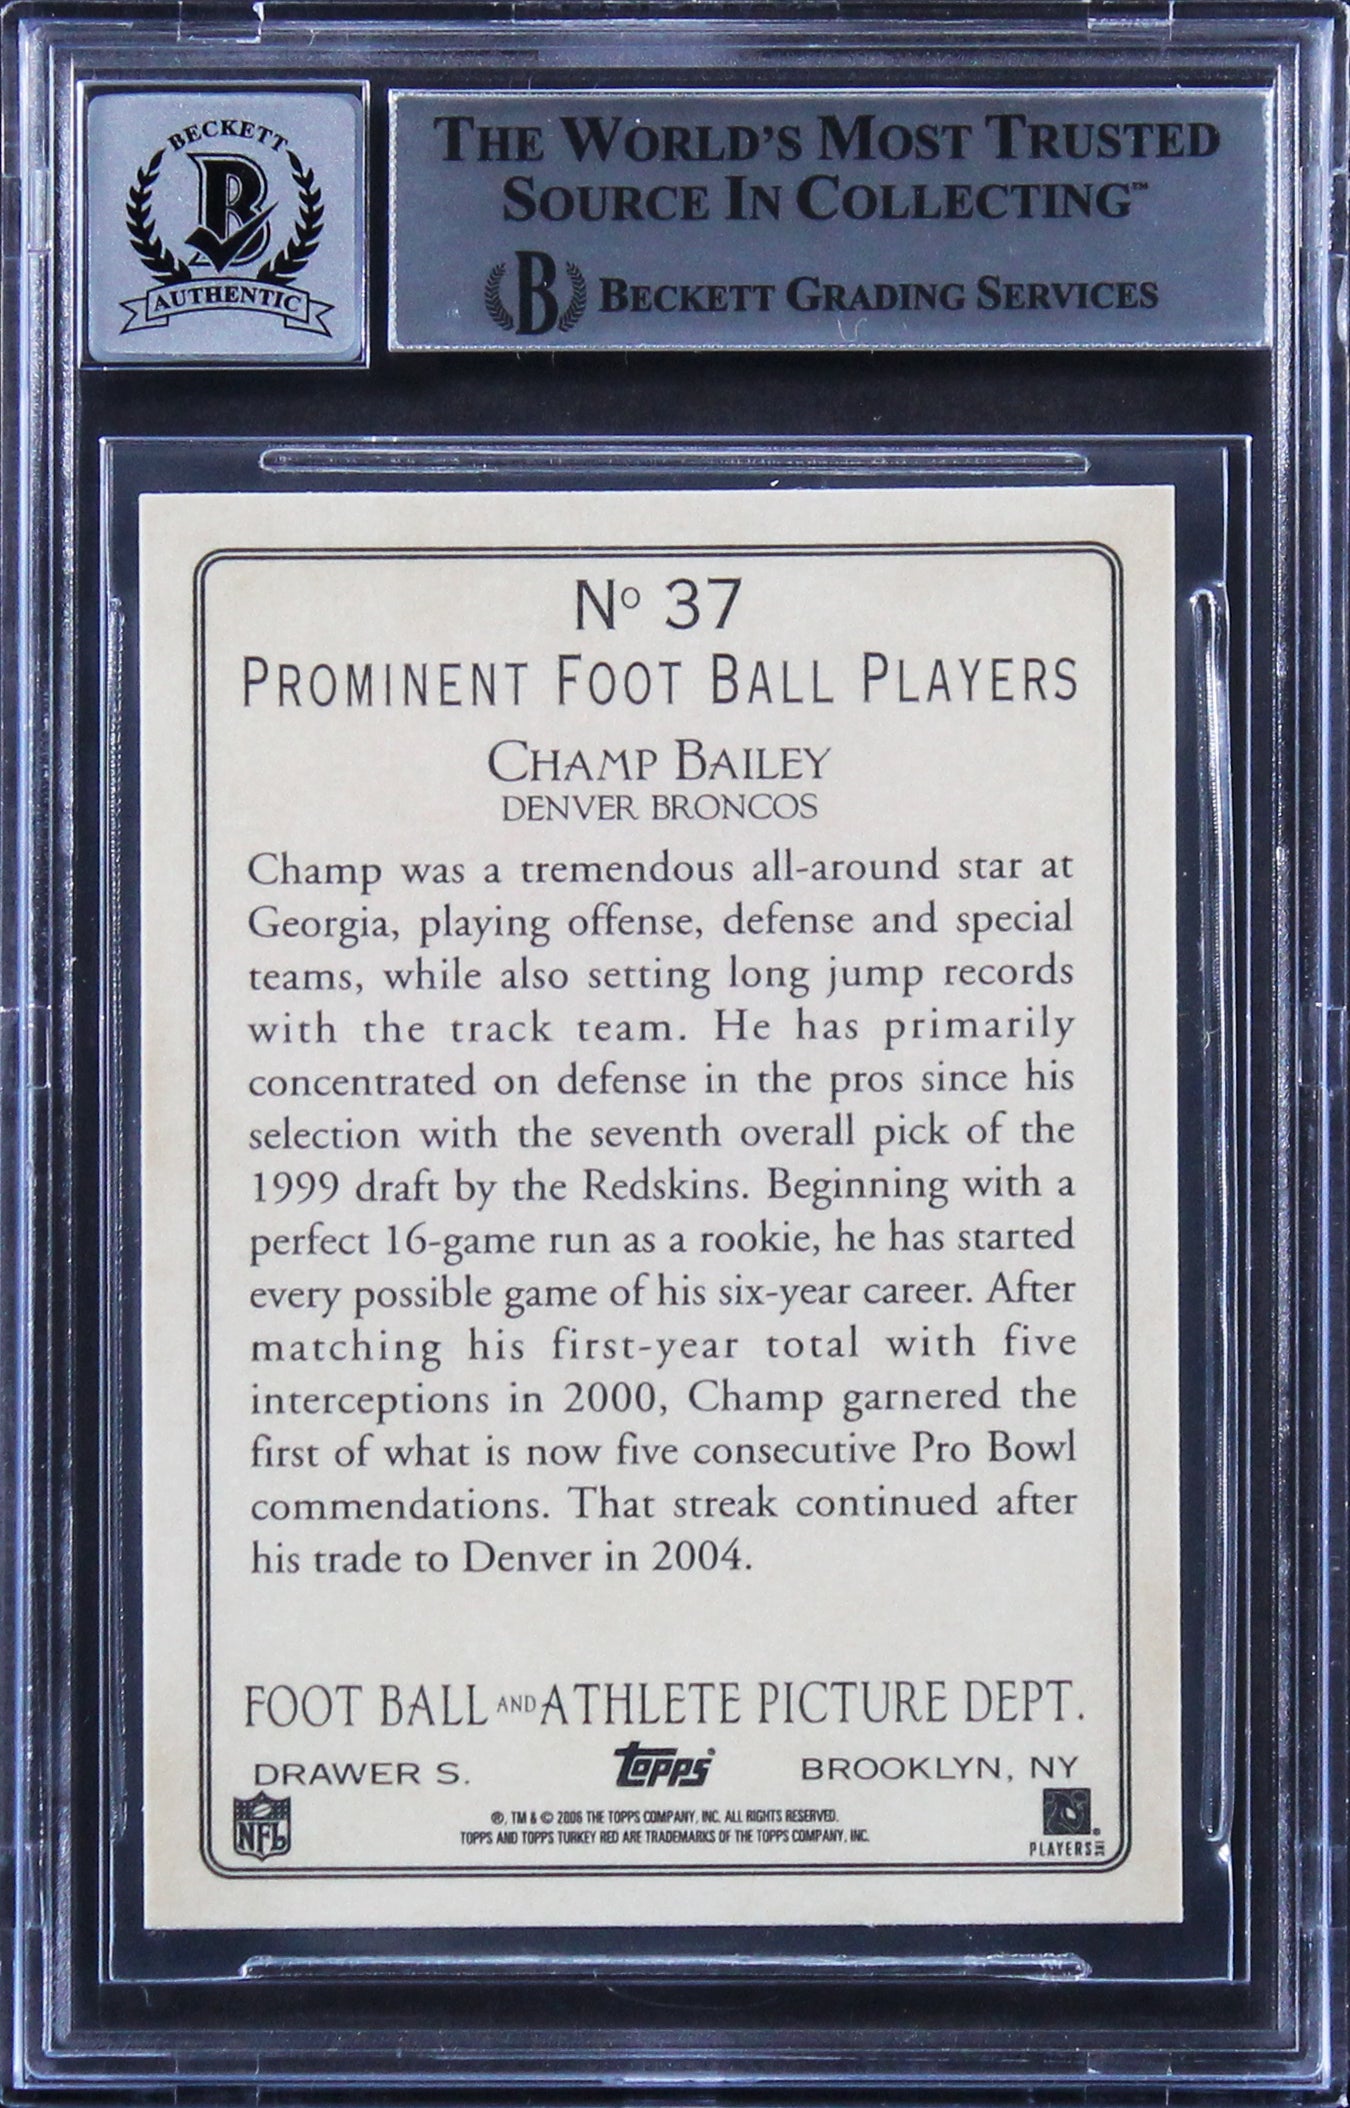 BECKETT
B
AUTHENTIC
THE WORLD'S MOST TRUSTED
SOURCE IN COLLECTING™
B BECKETT GRADING SERVICES
Nº 37
PROMINENT FOOT BALL PLAYERS
CHAMP BAILEY
DENVER BRONCOS
Champ was a tremendous all-around star at
Georgia, playing offense, defense and special
teams, while also setting long jump records
with the track team. He has primarily
concentrated on defense in the pros since his
selection with the seventh overall pick of the
1999 draft by the Redskins. Beginning with a
perfect 16-game run as a rookie, he has started
every possible game of his six-year career. After
matching his first-year total with five
interceptions in 2000, Champ garnered the
first of what is now five consecutive Pro Bowl
commendations. That streak continued after
his trade to Denver in 2004.
FOOT BALL AND ATHLETE PICTURE DEPT.
DRAWER S. Topps® BROOKLYN, NY
®, TM & © 2006 THE TOPPS COMPANY, INC. ALL RIGHTS RESERVED.
TOPPS AND TOPPS TURKEY RED ARE TRADEMARKS OF THE TOPPS COMPANY, INC.
NFL
PLAYERS INC